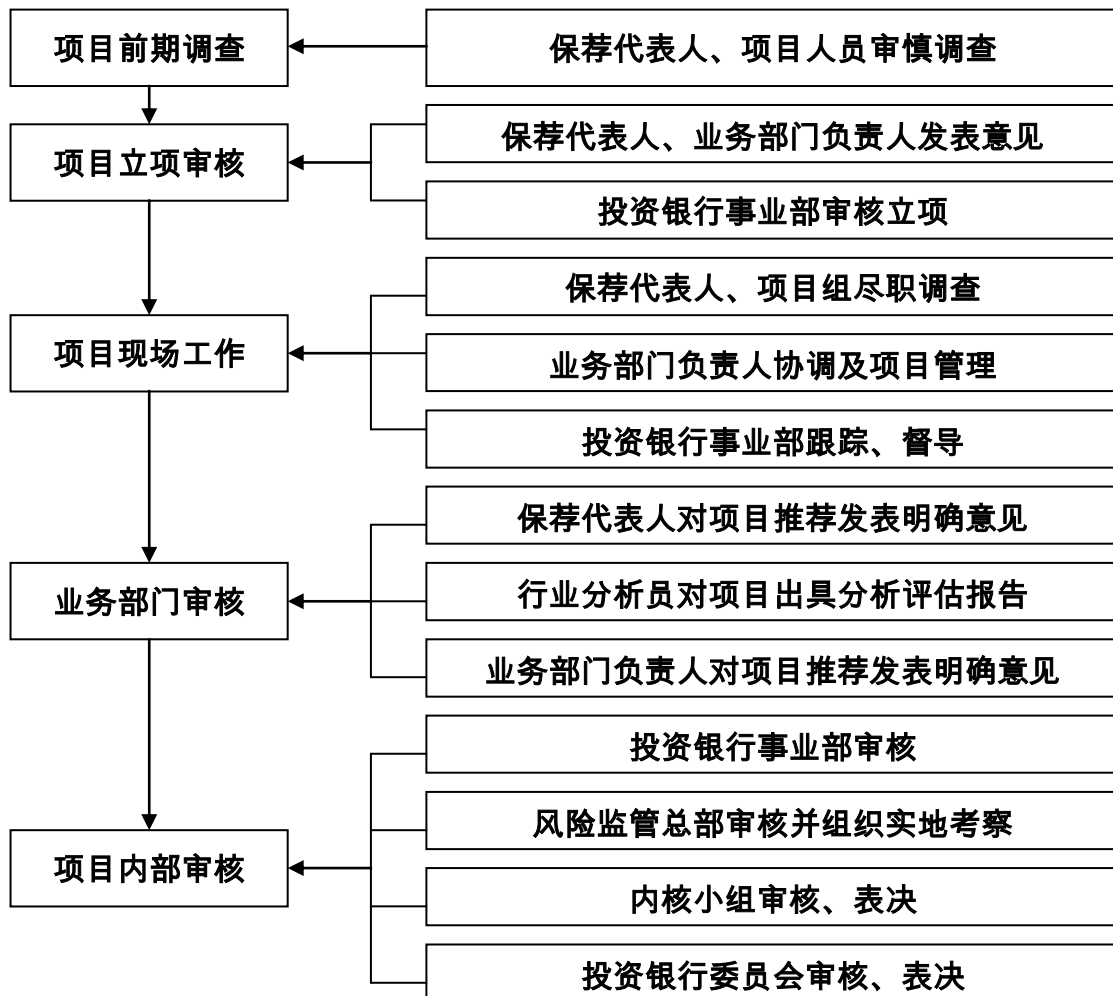 项目前期调查
保荐代表人、项目人员审慎调查
项目立项审核
保荐代表人、业务部门负责人发表意见
投资银行事业部审核立项
项目现场工作
保荐代表人、项目组尽职调查
业务部门负责人协调及项目管理
投资银行事业部跟踪、督导
业务部门审核
保荐代表人对项目推荐发表明确意见
行业分析员对项目出具分析评估报告
业务部门负责人对项目推荐发表明确意见
项目内部审核
投资银行事业部审核
风险监管总部审核并组织实地考察
内核小组审核、表决
投资银行委员会审核、表决